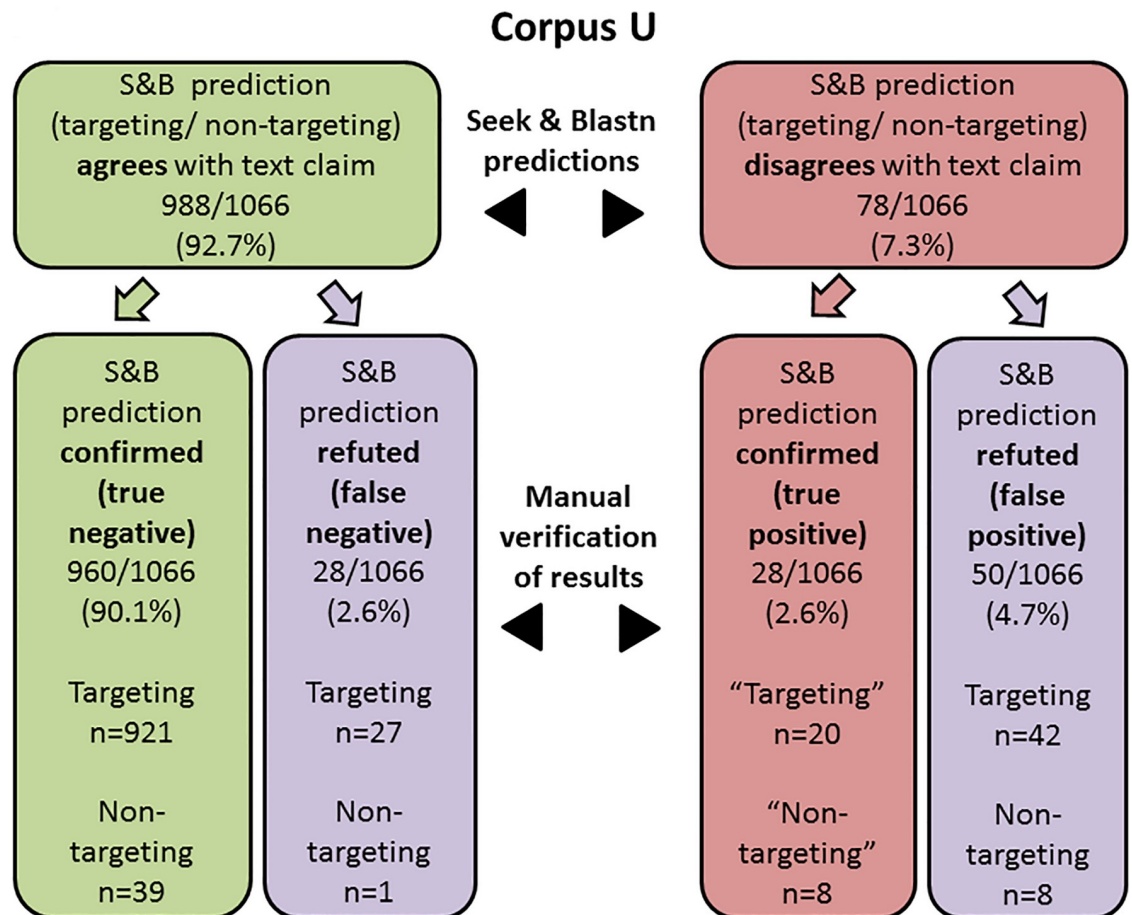 Corpus U
S&B prediction
(targeting/ non-targeting)
agrees with text claim
988/1066
(92.7%)
Seek & Blastn
predictions
S&B prediction
(targeting/ non-targeting)
disagrees with text claim
78/1066
(7.3%)
S&B
prediction
confirmed
(true
negative)
960/1066
(90.1%)
Targeting
n=921
Non-
targeting
n=39
S&B
prediction
refuted
(false
negative)
28/1066
(2.6%)
Targeting
n=27
Non-
targeting
n=1
Manual
verification
of results
S&B
prediction
confirmed
(true
positive)
28/1066
(2.6%)
“Targeting”
n=20
“Non-
targeting”
n=8
S&B
prediction
refuted
(false
positive)
50/1066
(4.7%)
Targeting
n=42
Non-
targeting
n=8